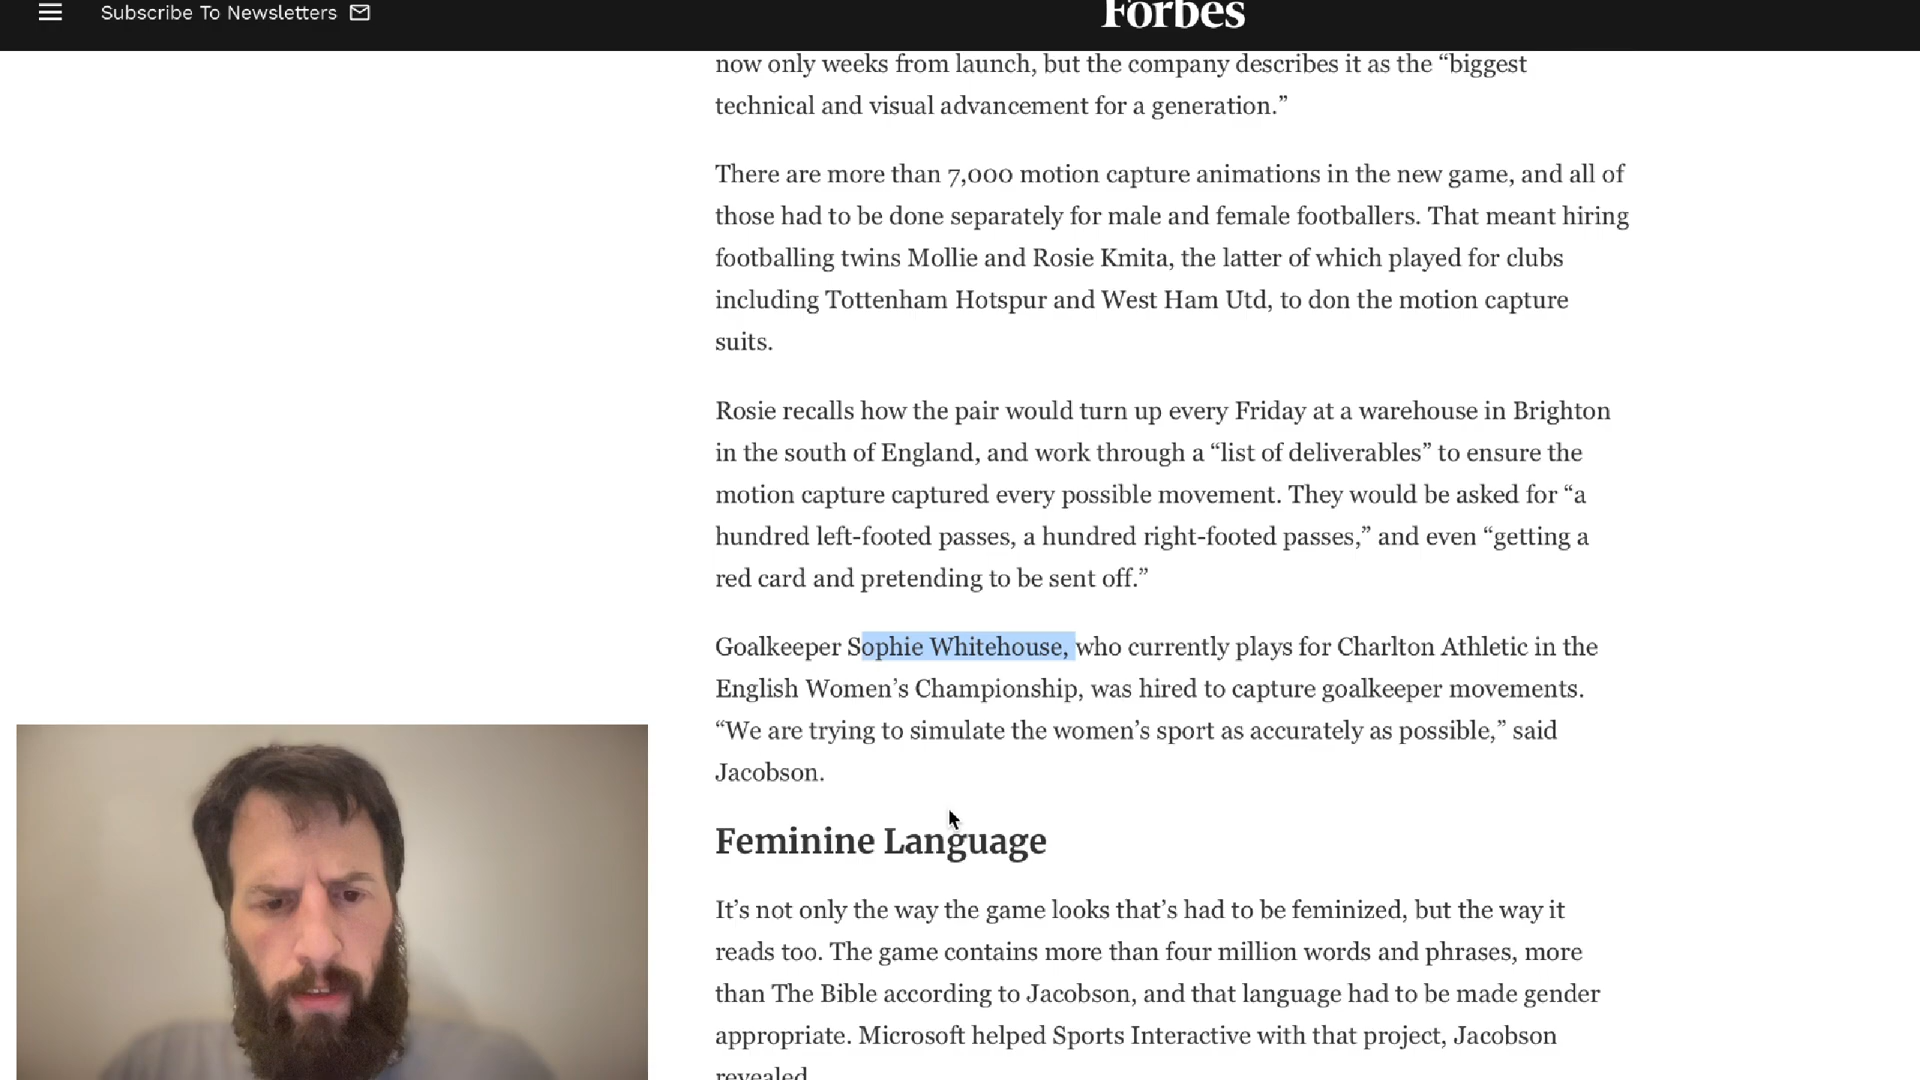 Subscribe To Newsletters
Forbes
now only weeks from launch, but the company describes it as the “biggest
technical and visual advancement for a generation.”
There are more than 7,000 motion capture animations in the new game, and all of
those had to be done separately for male and female footballers. That meant hiring
footballing twins Mollie and Rosie Kmita, the latter of which played for clubs
including Tottenham Hotspur and West Ham Utd, to don the motion capture
suits.
Rosie recalls how the pair would turn up every Friday at a warehouse in Brighton
in the south of England, and work through a “list of deliverables” to ensure the
motion capture captured every possible movement. They would be asked for “a
hundred left-footed passes, a hundred right-footed passes,” and even “getting a
red card and pretending to be sent off.”
Goalkeeper Sophie Whitehouse, who currently plays for Charlton Athletic in the
English Women’s Championship, was hired to capture goalkeeper movements.
“We are trying to simulate the women’s sport as accurately as possible,” said
Jacobson.
Feminine Language
It’s not only the way the game looks that’s had to be feminized, but the way it
reads too. The game contains more than four million words and phrases, more
than The Bible according to Jacobson, and that language had to be made gender
appropriate. Microsoft helped Sports Interactive with that project, Jacobson
revealed